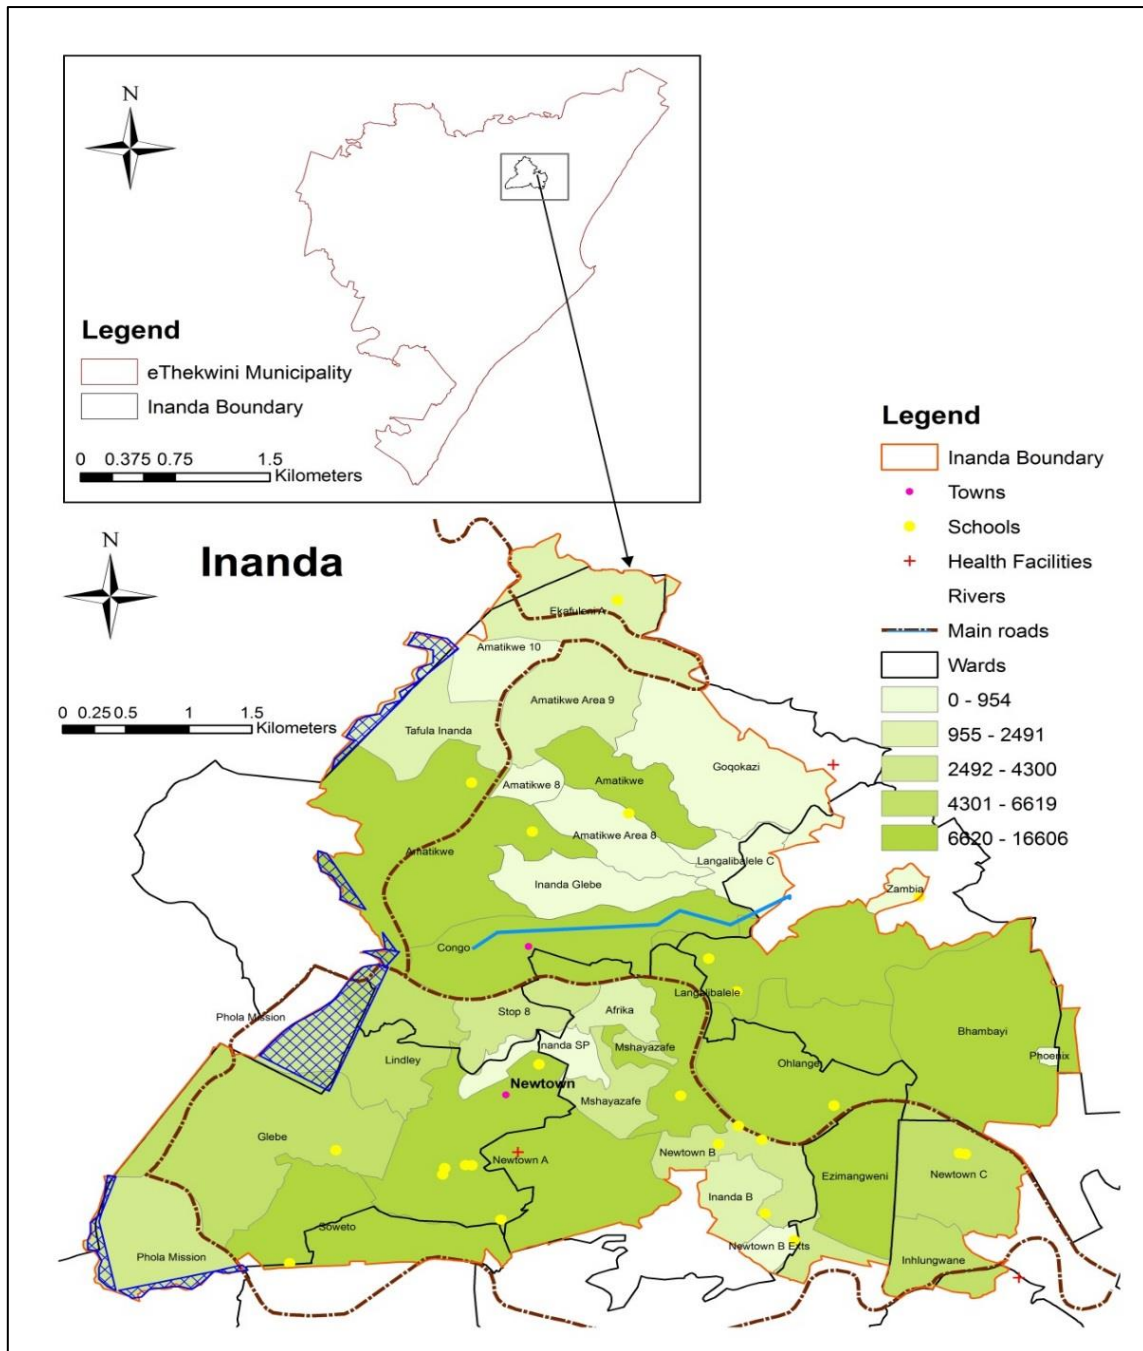 N
Legend
eThekwini Municipality
Inanda Boundary
0 0.375 0.75 1.5
Kilometers
Legend
Inanda Boundary
Towns
Schools
Health Facilities
Rivers
Main roads
Wards
0 - 954
955 - 2491
2492 - 4300
4301 - 6619
6620 - 16606
N
Inanda
0 0.25 0.5 1 1.5
Kilometers
Ekafuleni A
Amatikwe 10
Amatikwe Area 9
Tafula Inanda
Goqokazi
Amatikwe 8
Amatikwe
Amatikwe Area 8
Amatikwe
Langalibalele C
Inanda Glebe
Zambia
Congo
Langalibalele
Phola Mission
Stop 8
Afrika
Bhambayi
Inanda SP
Mshayazafe
Phoenix
Lindley
Ohlange
Newtown
Mshayazafe
Glebe
Newtown A
Newtown B
Ezimangweni
Newtown C
Inanda B
Soweto
Newtown B Exts
Phola Mission
Inhlungwane